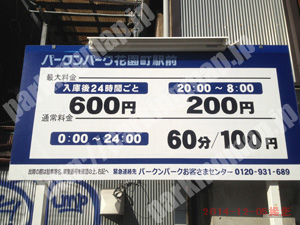 パークンパーク花園町駅前
最大料金
入庫後24時間ごと 20:00～8:00
600円 200円
通常料金
0:00～24:00 60分/100円
緊急連絡先 パークンパークお客さまセンター 0120-931-689